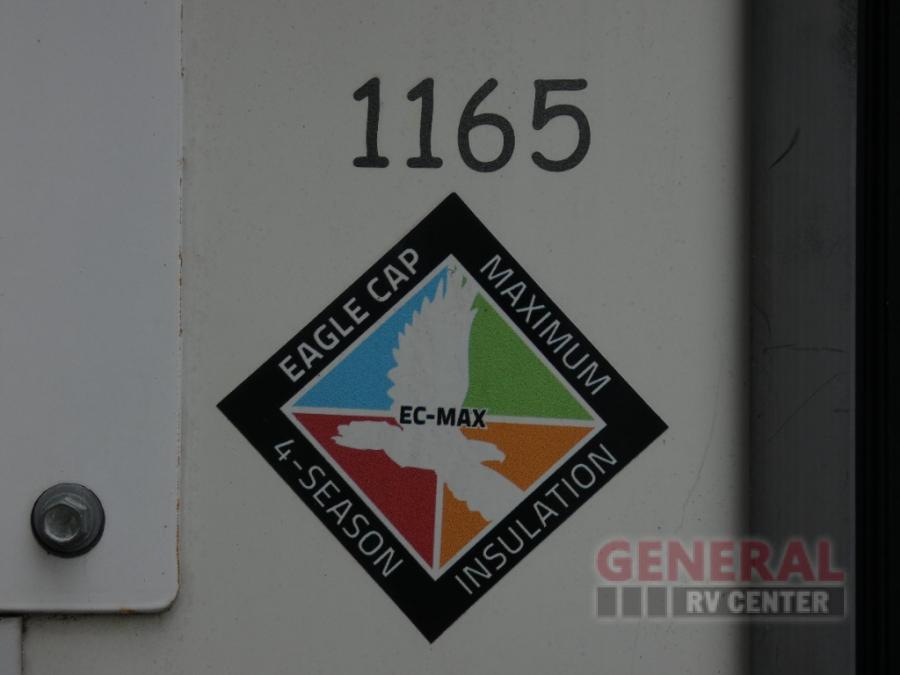 1165
EAGLE CAP
MAXIMUM
EC-MAX
4-SEASON
INSULATION
GENERAL
RV CENTER